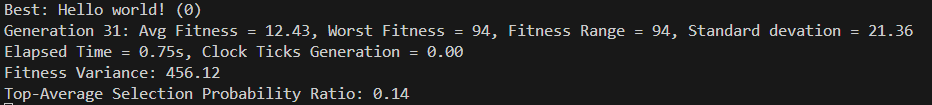 Best: Hello world! (0)
Generation 31: Avg Fitness = 12.43, Worst Fitness = 94, Fitness Range = 94, Standard devation = 21.36
Elapsed Time = 0.75s, Clock Ticks Generation = 0.00
Fitness Variance: 456.12
Top-Average Selection Probability Ratio: 0.14